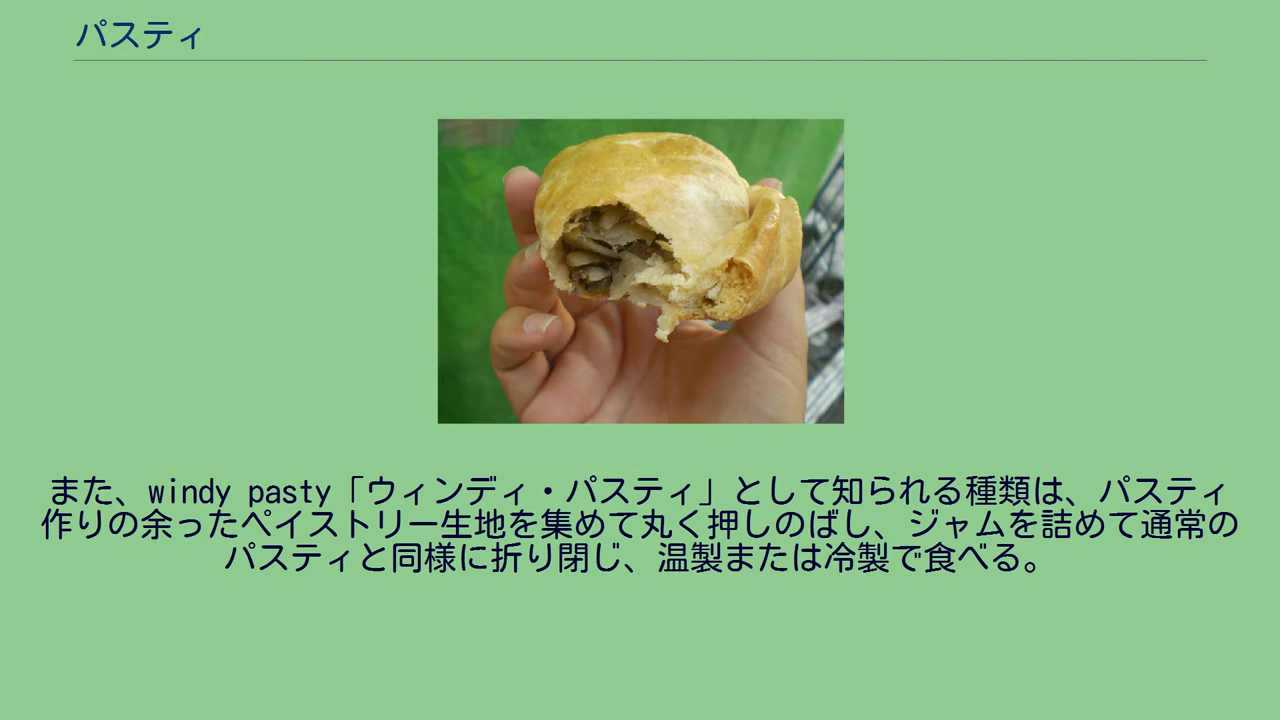 パスティ
また、windy pasty「ウィンディ・パスティ」として知られる種類は、パスティ
作りの余ったペイストリー生地を集めて丸く押しのばし、ジャムを詰めて通常の
パスティと同様に折り閉じ、温製または冷製で食べる。